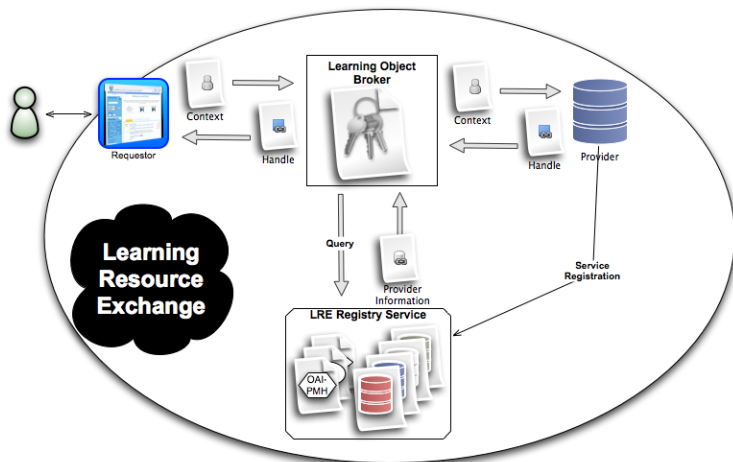 Learning Object
Broker
Context
Handle
Requestor
Context
Handle
Provider
Learning
Resource
Exchange
Query
Provider
Information
Service
Registration
LRE Registry Service
OAI-
PMH